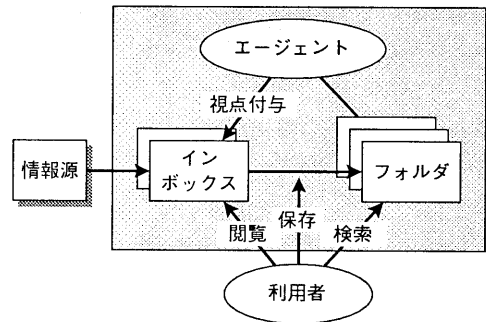 エージェント
視点付与
情報源
イン
ボックス
フォルダ
閲覧
保存
検索
利用者